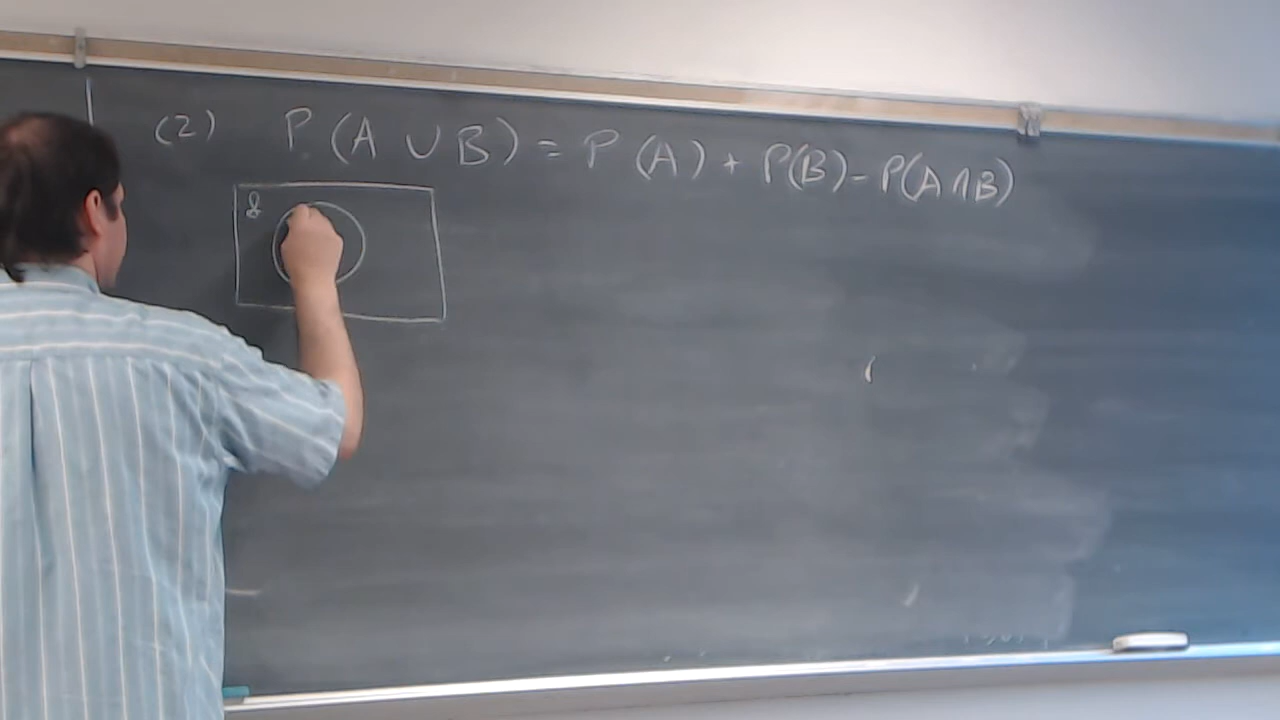 (2) P(A ∪ B) = P(A) + P(B) - P(A ∩ B)